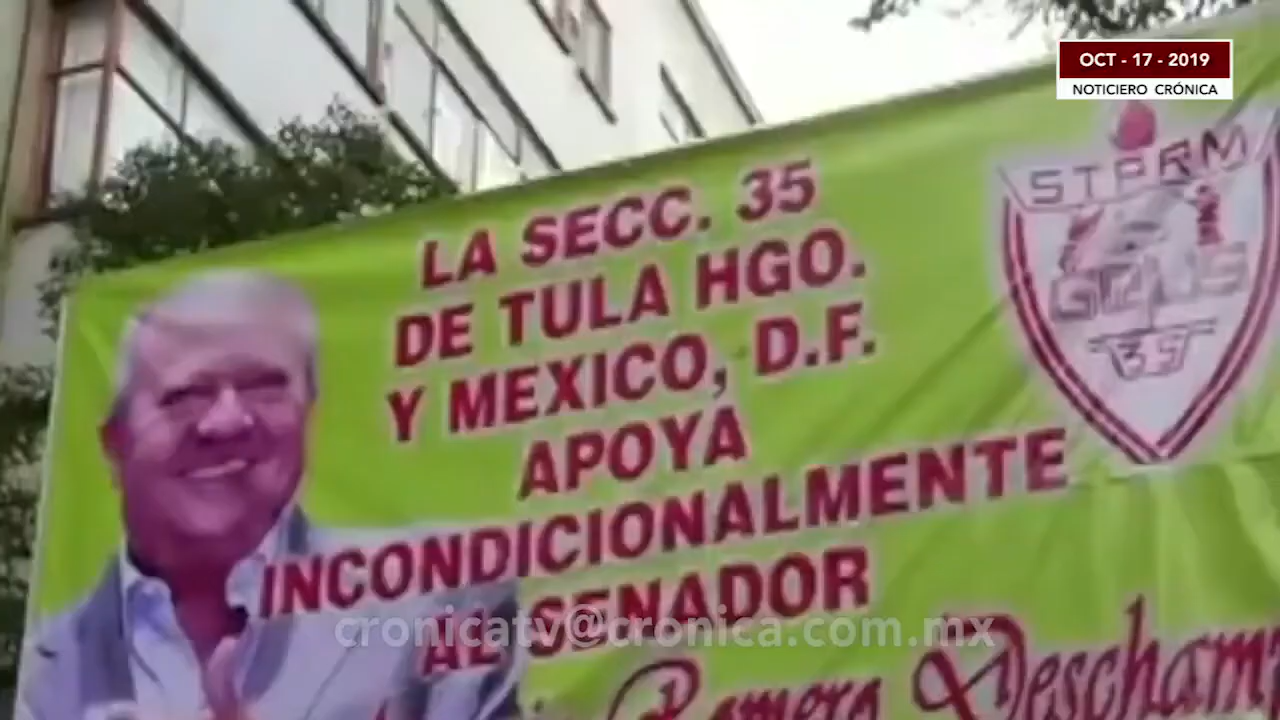 OCT - 17 - 2019
NOTICIERO CRÓNICA
STPRM
35
LA SECC. 35
DE TULA HGO.
Y MEXICO, D.F.
APOYA
INCONDICIONALMENTE
AL SENADOR
cronicatv@cronica.com.mx
Romero Deschamp